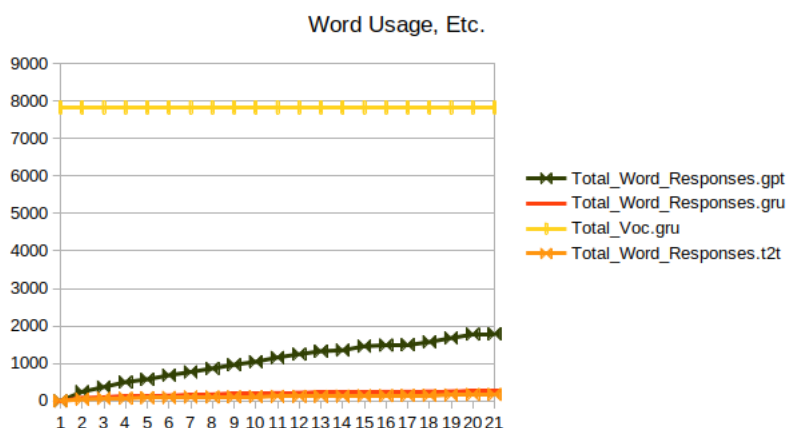 Word Usage, Etc.
9000
8000
7000
6000
5000
4000
3000
2000
1000
0
1 2 3 4 5 6 7 8 9 10 11 12 13 14 15 16 17 18 19 20 21
Total_Word_Responses.gpt
Total_Word_Responses.gru
Total_Voc.gru
Total_Word_Responses.t2t